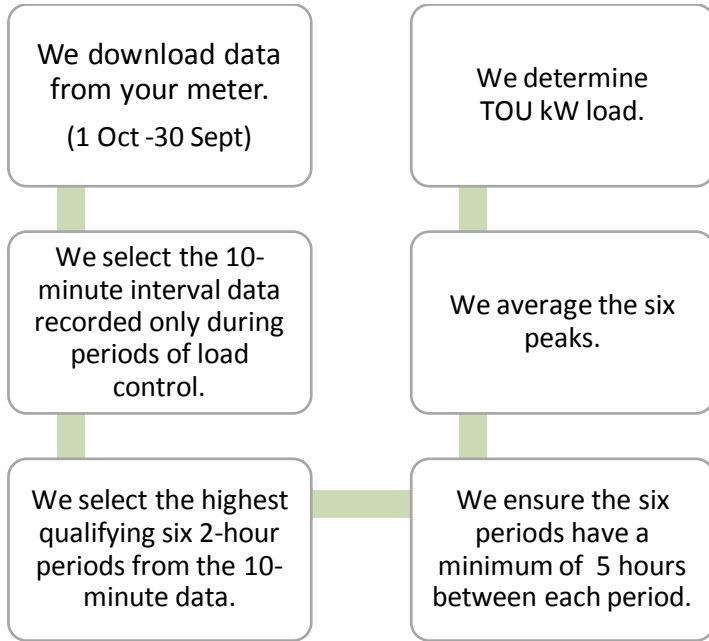 We download data
from your meter.
(1 Oct -30 Sept)
We select the 10-
minute interval data
recorded only during
periods of load
control.
We select the highest
qualifying six 2-hour
periods from the 10-
minute data.
We ensure the six
periods have a
minimum of  5 hours
between each period.
We average the six
peaks.
We determine
TOU kW load.